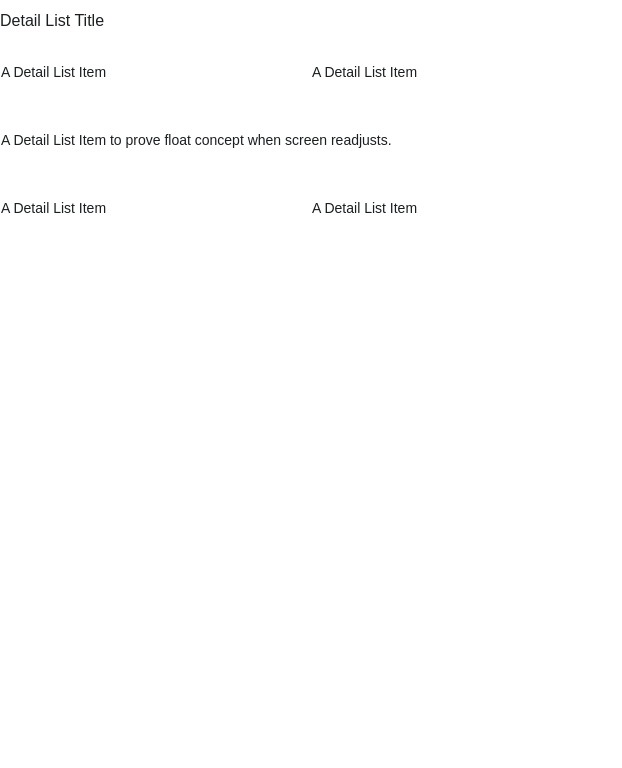 Detail List Title
A Detail List Item
A Detail List Item
A Detail List Item to prove float concept when screen readjusts.
A Detail List Item
A Detail List Item